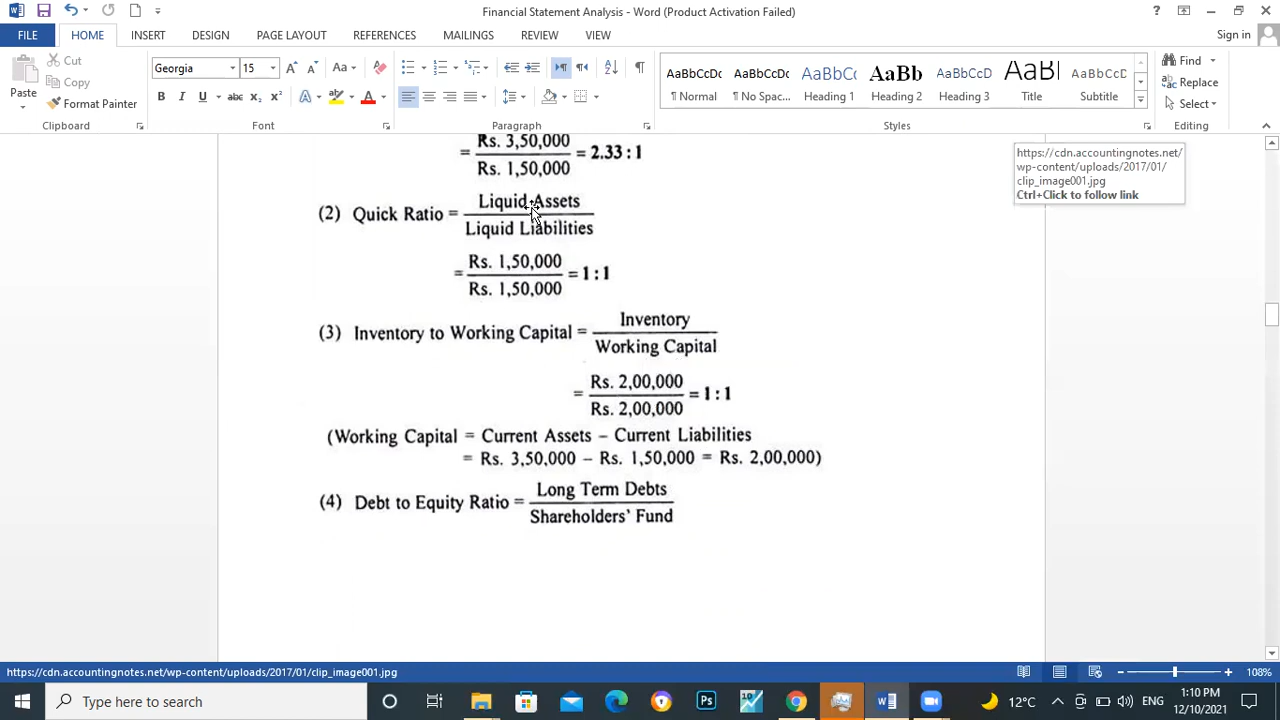 Financial Statement Analysis - Word (Product Activation Failed)
Sign in
FILE HOME INSERT DESIGN PAGE LAYOUT REFERENCES MAILINGS REVIEW VIEW
Paste
Cut
Copy
Format Painter
Clipboard
Georgia 15
Font
Paragraph
AaBbCcDc AaBbCcDc AaBbCc AaBb AaBbCcD AaBl AaBbCcD
¶ Normal ¶ No Spac... Heading 1 Heading 2 Heading 3 Title Subtitle
Styles
Find
Replace
Select
Editing
https://cdn.accountingnotes.net/
wp-content/uploads/2017/01/
clip_image001.jpg
Ctrl+Click to follow link
= Rs. 3,50,000 / Rs. 1,50,000 = 2.33 : 1
(2) Quick Ratio = Liquid Assets / Liquid Liabilities
= Rs. 1,50,000 / Rs. 1,50,000 = 1 : 1
(3) Inventory to Working Capital = Inventory / Working Capital
= Rs. 2,00,000 / Rs. 2,00,000 = 1 : 1
(Working Capital = Current Assets – Current Liabilities
= Rs. 3,50,000 – Rs. 1,50,000 = Rs. 2,00,000)
(4) Debt to Equity Ratio = Long Term Debts / Shareholders' Fund
https://cdn.accountingnotes.net/wp-content/uploads/2017/01/clip_image001.jpg
108%
Type here to search
12°C
ENG
1:10 PM
12/10/2021